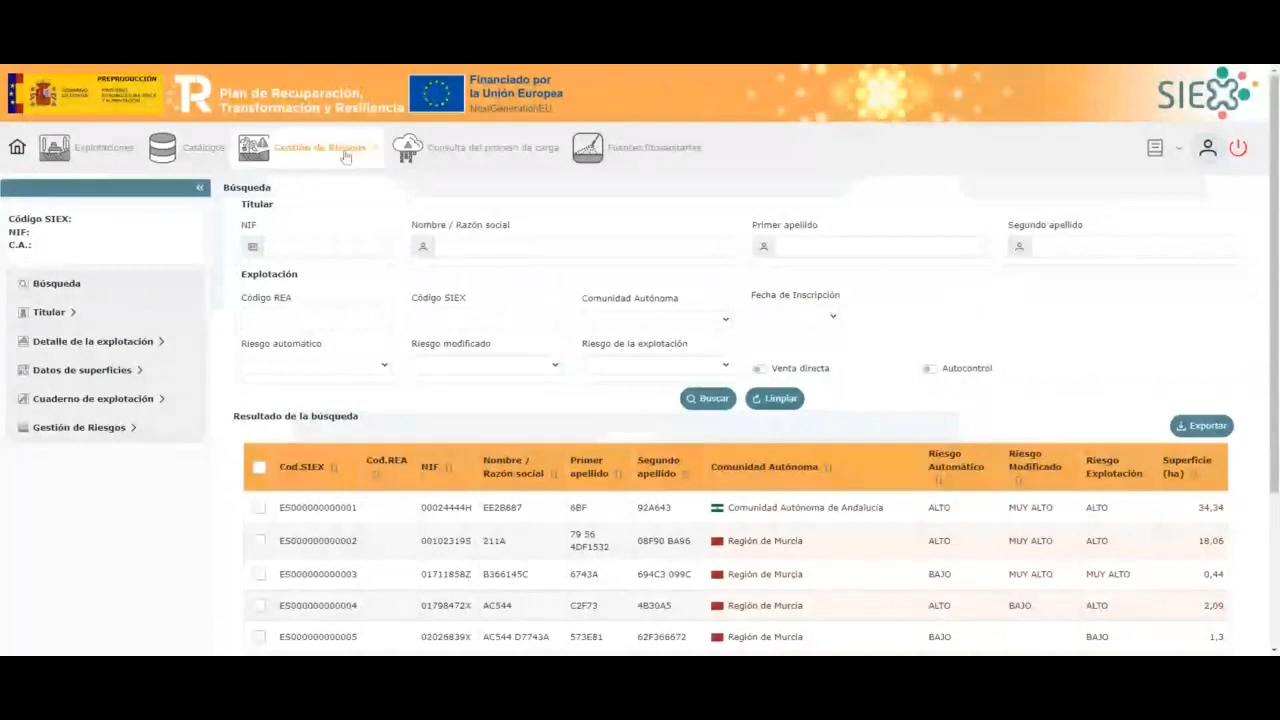 PREPRODUCCIÓN
Plan de Recuperación,
Transformación y Resiliencia
Financiado por
la Unión Europea
NextGenerationEU
SIEX
Explotaciones
Catálogos
Gestión de Riesgos
Consulta del proceso de carga
Fuentes fitosanitarias
«
Código SIEX:
NIF:
C.A.:
Búsqueda
Titular >
Detalle de la explotación >
Datos de superficies >
Cuaderno de explotación >
Gestión de Riesgos >
Búsqueda
Titular
NIF Nombre / Razón social Primer apellido Segundo apellido
Explotación
Código REA Código SIEX Comunidad Autónoma Fecha de Inscripción
Riesgo automático Riesgo modificado Riesgo de la explotación
Venta directa Autocontrol
Buscar Limpiar
Resultado de la búsqueda
Exportar
Cod.SIEX Cod.REA NIF Nombre / Razón social Primer apellido Segundo apellido Comunidad Autónoma Riesgo Automático Riesgo Modificado Riesgo Explotación Superficie (ha)
ES000000000001 00024444H EE2B887 6BF 92A643 Comunidad Autónoma de Andalucía ALTO MUY ALTO ALTO 34,34
ES000000000002 00102319S 211A 79 56 4DF1532 08F90 BA96 Región de Murcia ALTO MUY ALTO ALTO 18,06
ES000000000003 01711858Z B366145C 6743A 694C3 099C Región de Murcia BAJO MUY ALTO MUY ALTO 0,44
ES000000000004 01798472X AC544 C2F73 4B30A5 Región de Murcia ALTO BAJO ALTO 2,09
ES000000000005 02026839X AC544 D7743A 573E81 62F366672 Región de Murcia BAJO BAJO 1,3